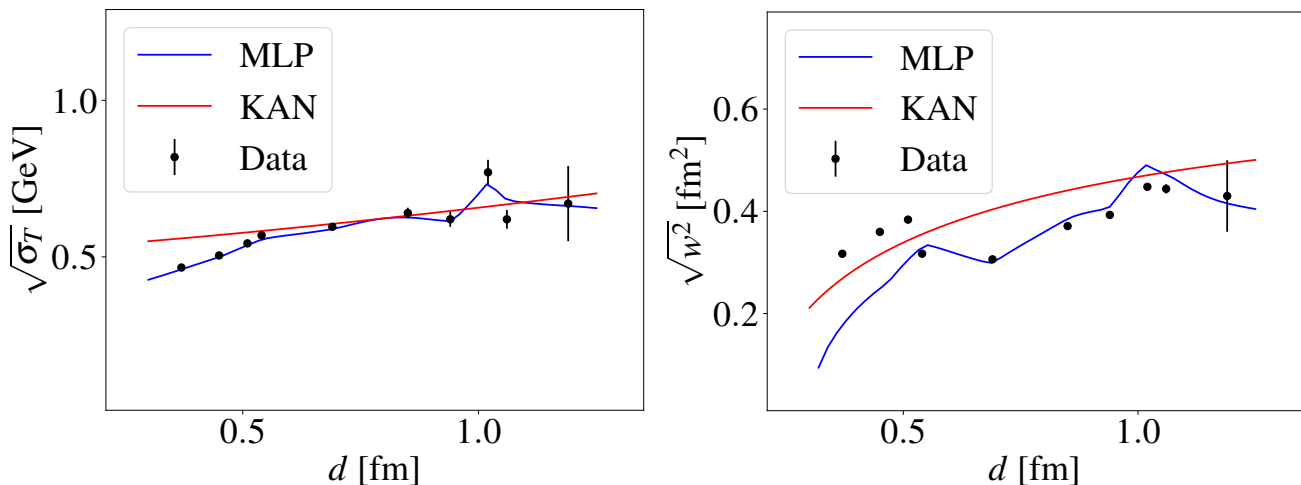 MLP
KAN
Data
1.0
0.5
√σ_T [GeV]
0.5 1.0
d [fm]
MLP
KAN
Data
0.6
0.4
0.2
√w² [fm²]
0.5 1.0
d [fm]